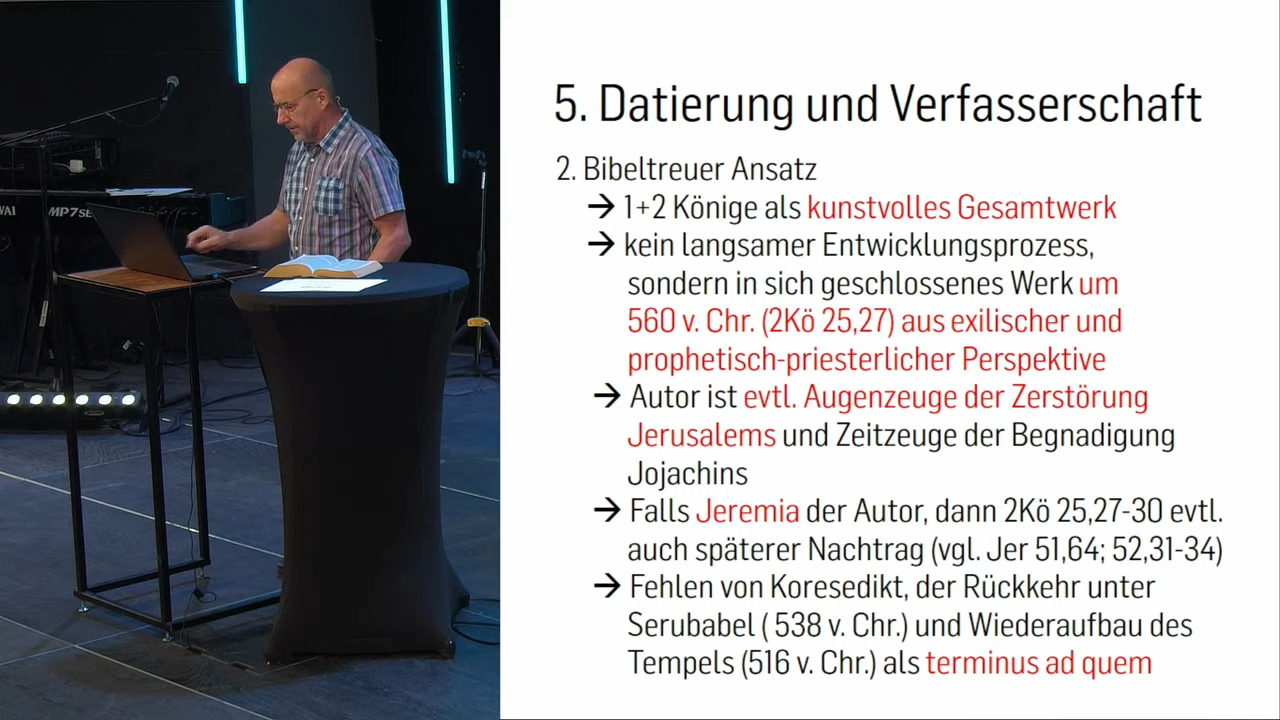 5. Datierung und Verfasserschaft
2. Bibeltreuer Ansatz
→ 1+2 Könige als kunstvolles Gesamtwerk
→ kein langsamer Entwicklungsprozess,
sondern in sich geschlossenes Werk um
560 v. Chr. (2Kö 25,27) aus exilischer und
prophetisch-priesterlicher Perspektive
→ Autor ist evtl. Augenzeuge der Zerstörung
Jerusalems und Zeitzeuge der Begnadigung
Jojachins
→ Falls Jeremia der Autor, dann 2Kö 25,27-30 evtl.
auch späterer Nachtrag (vgl. Jer 51,64; 52,31-34)
→ Fehlen von Koresedikt, der Rückkehr unter
Serubabel ( 538 v. Chr.) und Wiederaufbau des
Tempels (516 v. Chr.) als terminus ad quem